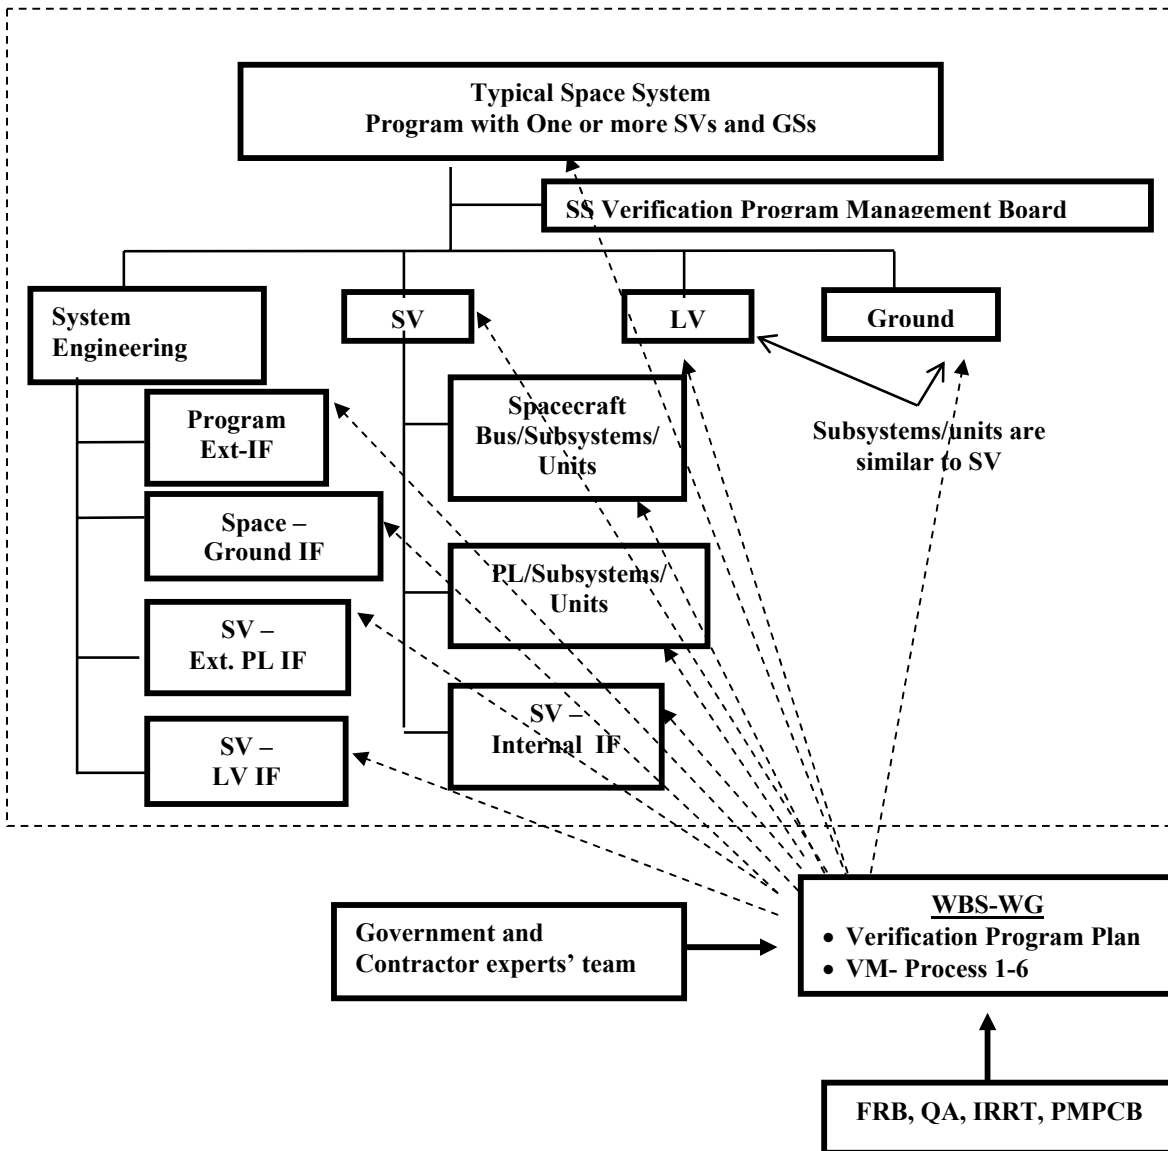 Typical Space System
Program with One or more SVs and GSs
SS Verification Program Management Board
System
Engineering
SV
LV
Ground
Program
Ext-IF
Spacecraft
Bus/Subsystems/
Units
Subsystems/units are
similar to SV
Space –
Ground IF
PL/Subsystems/
Units
SV –
Ext. PL IF
SV –
Internal IF
SV –
LV IF
Government and
Contractor experts’ team
WBS-WG
• Verification Program Plan
• VM- Process 1-6
FRB, QA, IRRT, PMPCB